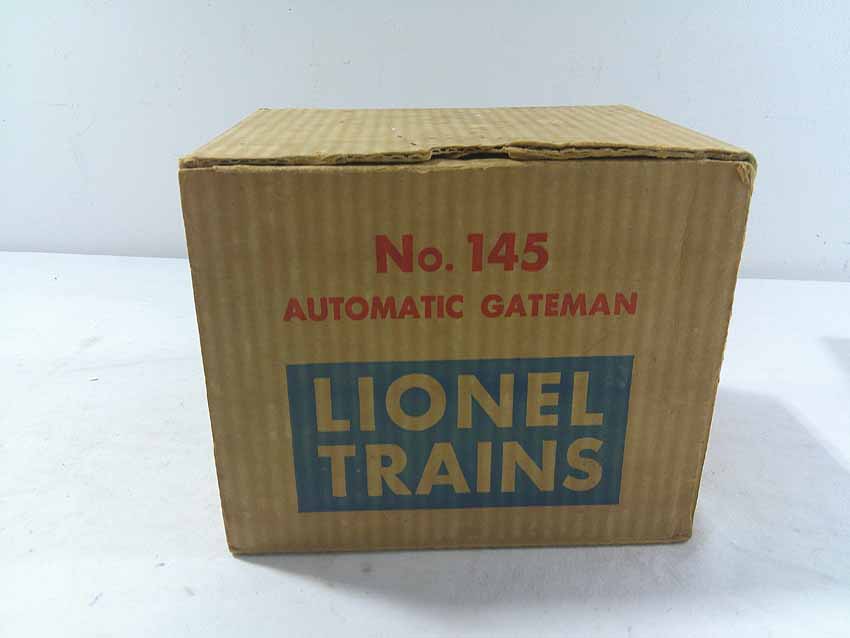 No. 145
AUTOMATIC GATEMAN
LIONEL
TRAINS